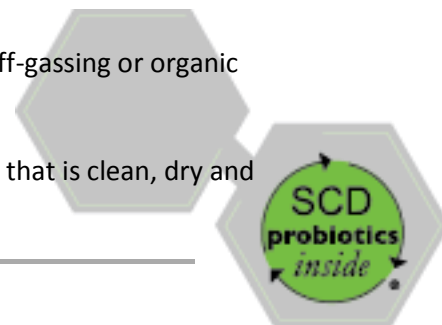 ff-gassing or organic
that is clean, dry and
SCD
probiotics
inside
®